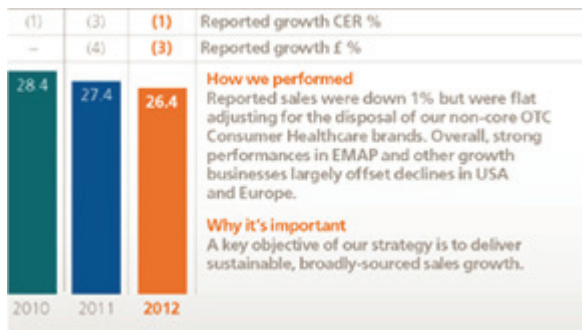 (1) (3) (1) Reported growth CER %
– (4) (3) Reported growth £ %
28.4 27.4 26.4
How we performed
Reported sales were down 1% but were flat
adjusting for the disposal of our non-core OTC
Consumer Healthcare brands. Overall, strong
performances in EMAP and other growth
businesses largely offset declines in USA
and Europe.
Why it's important
A key objective of our strategy is to deliver
sustainable, broadly-sourced sales growth.
2010 2011 2012